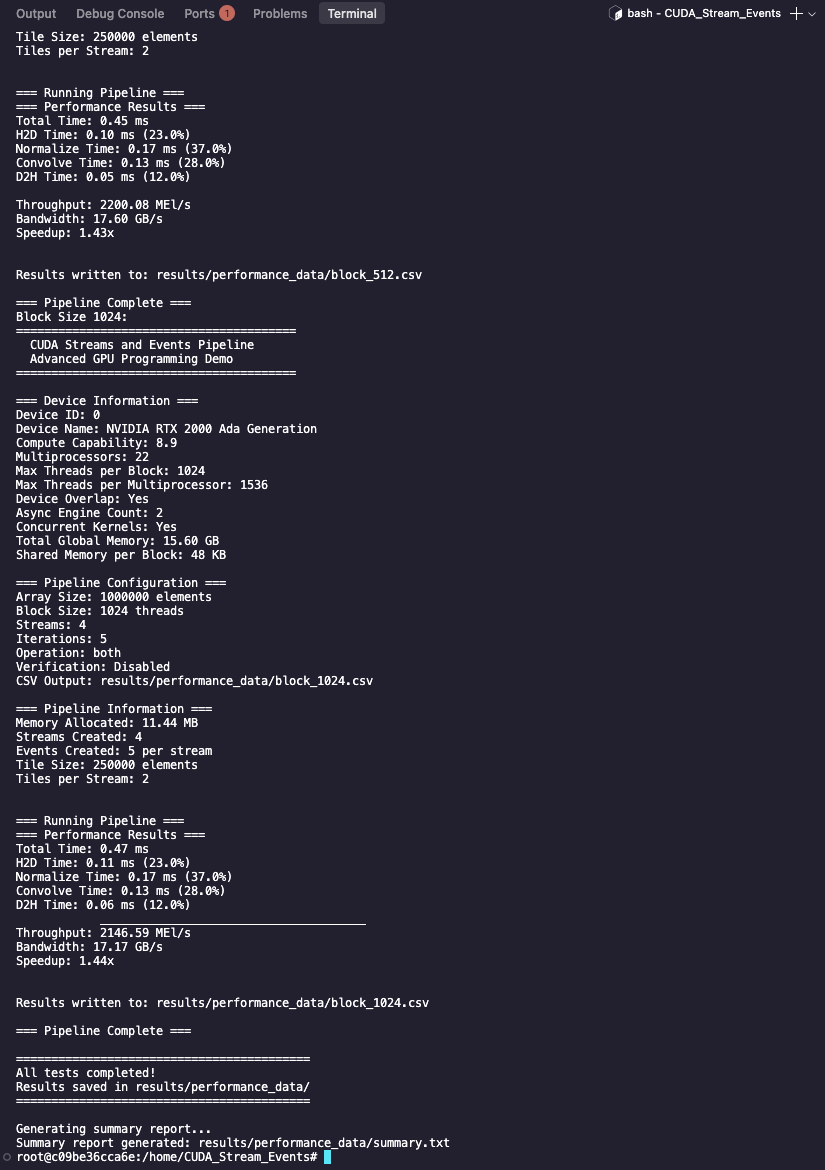 Output Debug Console Ports 1 Problems Terminal bash - CUDA_Stream_Events
Tile Size: 250000 elements
Tiles per Stream: 2
=== Running Pipeline ===
=== Performance Results ===
Total Time: 0.45 ms
H2D Time: 0.10 ms (23.0%)
Normalize Time: 0.17 ms (37.0%)
Convolve Time: 0.13 ms (28.0%)
D2H Time: 0.05 ms (12.0%)
Throughput: 2200.08 MEl/s
Bandwidth: 17.60 GB/s
Speedup: 1.43x
Results written to: results/performance_data/block_512.csv
=== Pipeline Complete ===
Block Size 1024:
========================================
CUDA Streams and Events Pipeline
Advanced GPU Programming Demo
========================================
=== Device Information ===
Device ID: 0
Device Name: NVIDIA RTX 2000 Ada Generation
Compute Capability: 8.9
Multiprocessors: 22
Max Threads per Block: 1024
Max Threads per Multiprocessor: 1536
Device Overlap: Yes
Async Engine Count: 2
Concurrent Kernels: Yes
Total Global Memory: 15.60 GB
Shared Memory per Block: 48 KB
=== Pipeline Configuration ===
Array Size: 1000000 elements
Block Size: 1024 threads
Streams: 4
Iterations: 5
Operation: both
Verification: Disabled
CSV Output: results/performance_data/block_1024.csv
=== Pipeline Information ===
Memory Allocated: 11.44 MB
Streams Created: 4
Events Created: 5 per stream
Tile Size: 250000 elements
Tiles per Stream: 2
=== Running Pipeline ===
=== Performance Results ===
Total Time: 0.47 ms
H2D Time: 0.11 ms (23.0%)
Normalize Time: 0.17 ms (37.0%)
Convolve Time: 0.13 ms (28.0%)
D2H Time: 0.06 ms (12.0%)
Throughput: 2146.59 MEl/s
Bandwidth: 17.17 GB/s
Speedup: 1.44x
Results written to: results/performance_data/block_1024.csv
=== Pipeline Complete ===
==========================================
All tests completed!
Results saved in results/performance_data/
==========================================
Generating summary report...
Summary report generated: results/performance_data/summary.txt
root@c09be36cca6e:/home/CUDA_Stream_Events#